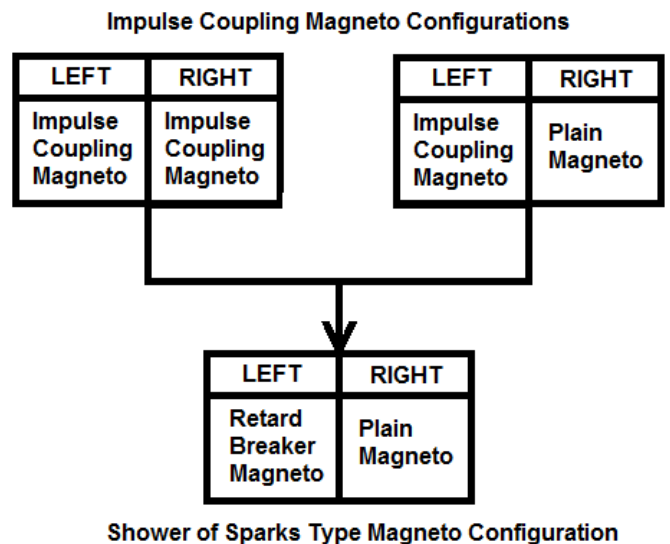 Impulse Coupling Magneto Configurations
LEFT RIGHT
Impulse
Coupling
Magneto
Impulse
Coupling
Magneto
LEFT RIGHT
Impulse
Coupling
Magneto
Plain
Magneto
LEFT RIGHT
Retard
Breaker
Magneto
Plain
Magneto
Shower of Sparks Type Magneto Configuration